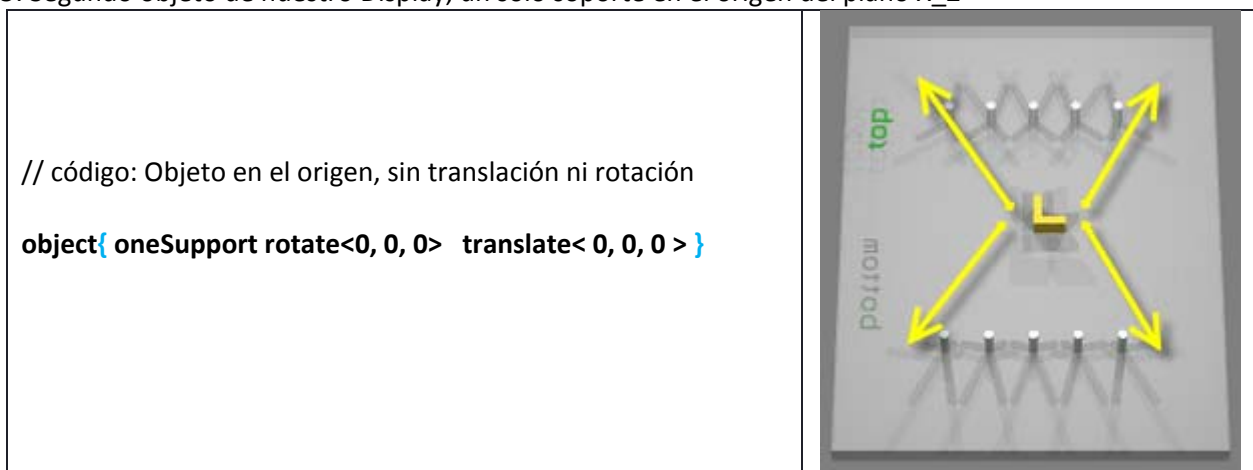 // código: Objeto en el origen, sin translación ni rotación
object{ oneSupport rotate<0, 0, 0> translate< 0, 0, 0 > }
top
bottom